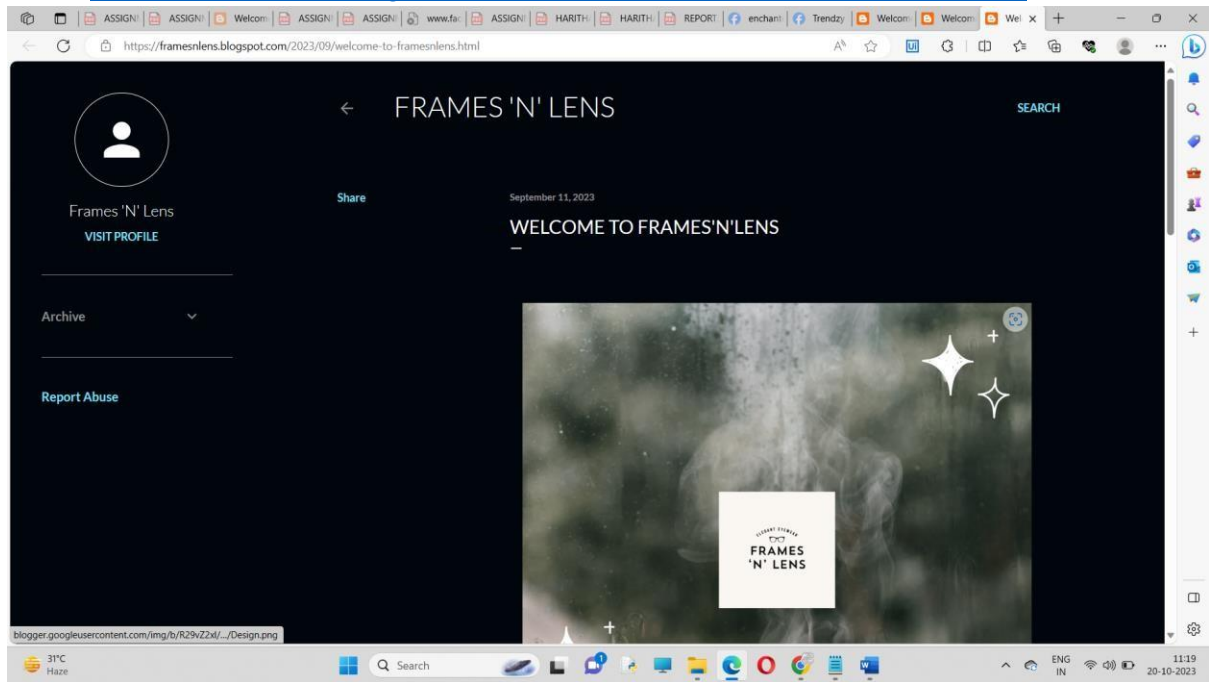 ASSIGN
ASSIGN
Welcom
ASSIGN
ASSIGN
www.fac
ASSIGN
HARITH
HARITH
REPORT
enchant
Trendzy
Welcom
Welcom
Wel
https://framesnlens.blogspot.com/2023/09/welcome-to-framesnlens.html
FRAMES 'N' LENS
SEARCH
Frames 'N' Lens
VISIT PROFILE
Archive
Report Abuse
Share
September 11, 2023
WELCOME TO FRAMES'N'LENS
ELEGANT EYEWEAR
FRAMES
'N' LENS
blogger.googleusercontent.com/img/b/R29vZ2xl/.../Design.png
31°C
Haze
Search
ENG
IN
11:19
20-10-2023